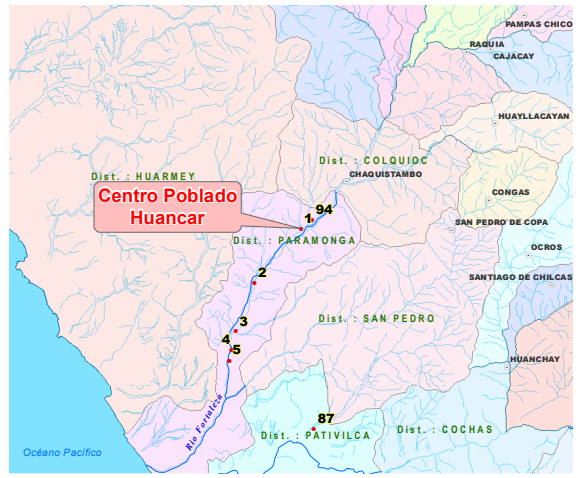 PAMPAS CHICO
RAQUIA
CAJACAY
HUAYLLACAYAN
Dist. : COLQUIOC
Dist. : HUARMEY
CHAQUISTAMBO
Centro Poblado
Huancar
CONGAS
1
94
SAN PEDRO DE COPA
Dist. : PARAMONGA
OCROS
2
SANTIAGO DE CHILCAS
Dist. : SAN PEDRO
3
4
5
HUANCHAY
Rio Fortaleza
87
Dist. : PATIVILCA
Dist. : COCHAS
Océano Pacífico